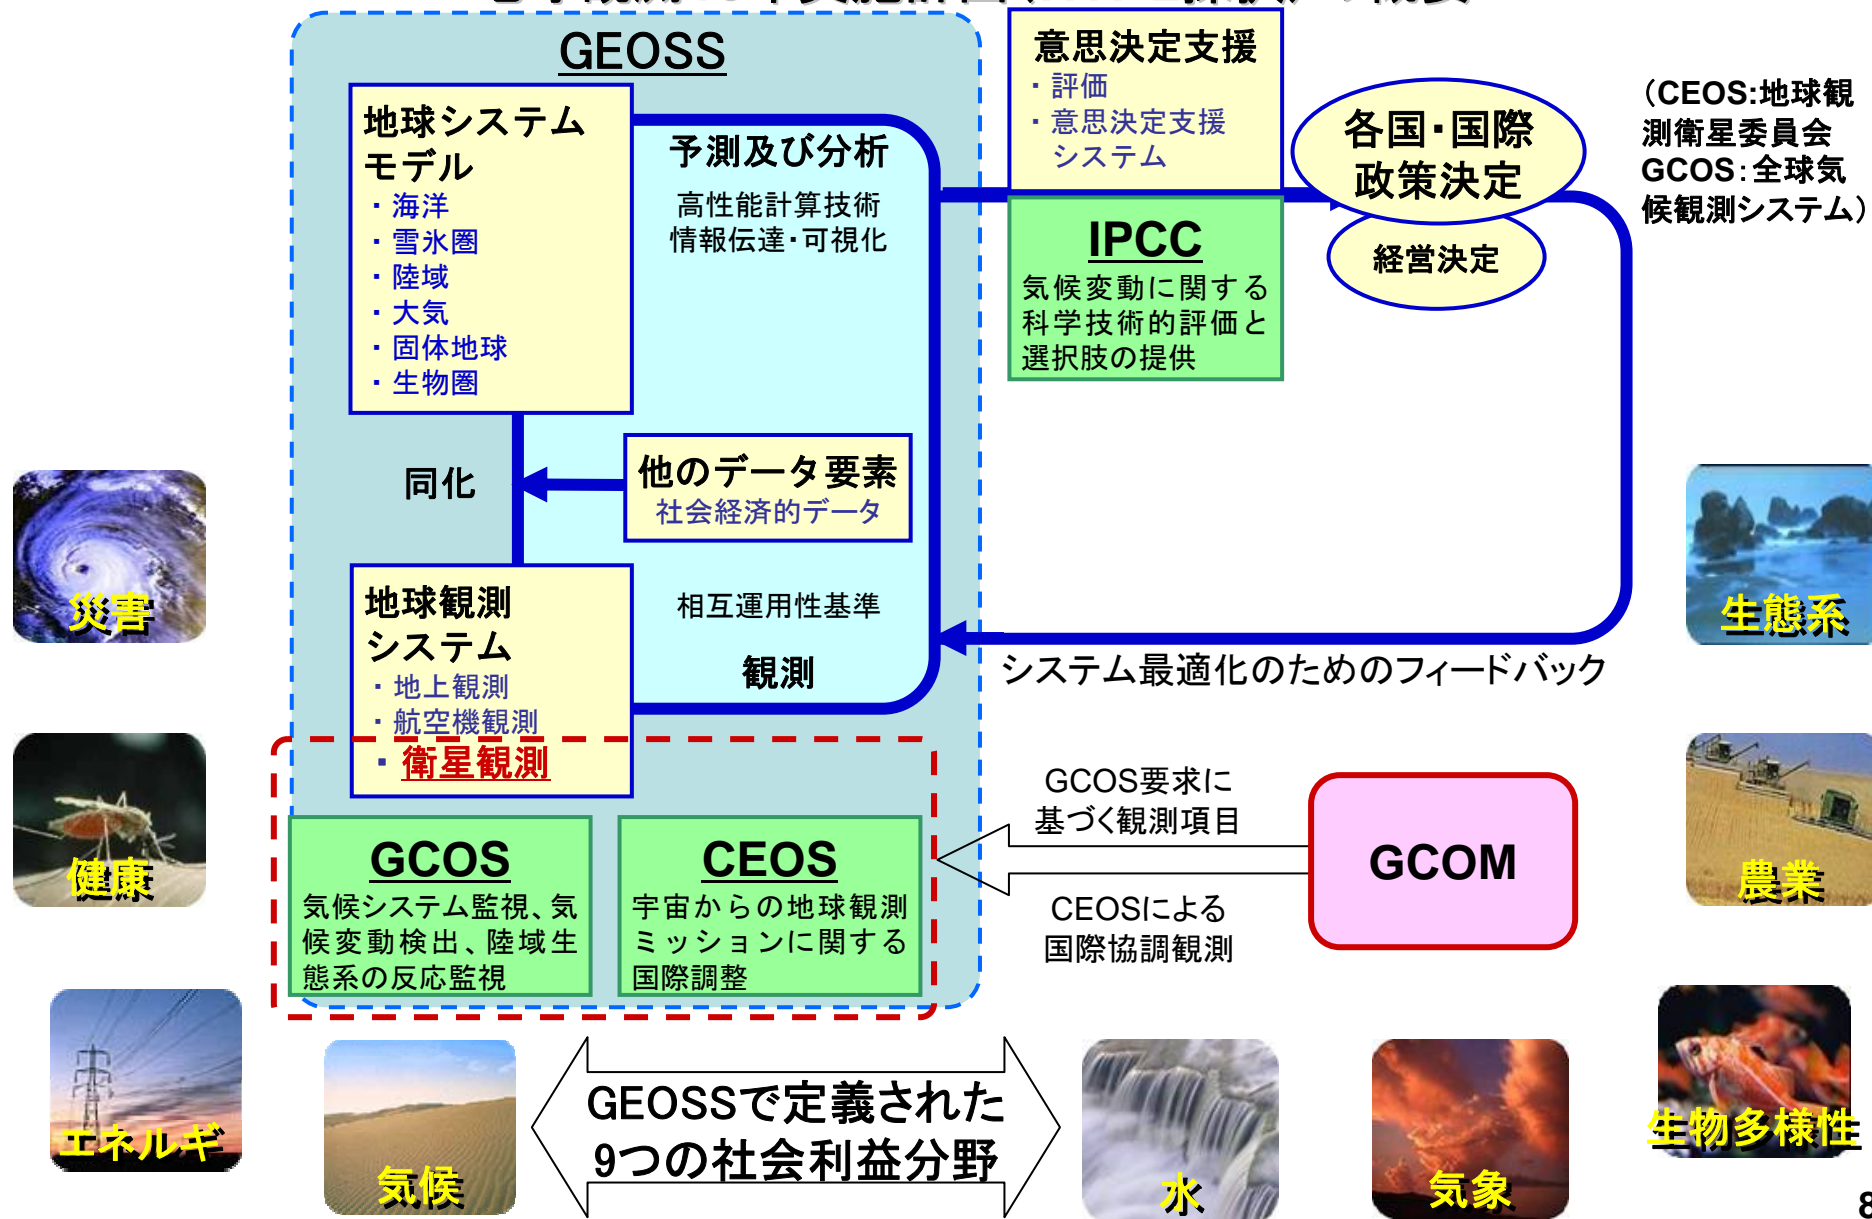 GEOSS
地球システム
モデル
・海洋
・雪氷圏
・陸域
・大気
・固体地球
・生物圏
予測及び分析
高性能計算技術
情報伝達・可視化
同化
他のデータ要素
社会経済的データ
地球観測
システム
・地上観測
・航空機観測
・衛星観測
相互運用性基準
観測
GCOS
気候システム監視、気
候変動検出、陸域生
態系の反応監視
CEOS
宇宙からの地球観測
ミッションに関する
国際調整
意思決定支援
・評価
・意思決定支援
システム
IPCC
気候変動に関する
科学技術的評価と
選択肢の提供
各国・国際
政策決定
経営決定
（CEOS:地球観
測衛星委員会
GCOS：全球気
候観測システム）
システム最適化のためのフィードバック
GCOS要求に
基づく観測項目
CEOSによる
国際協調観測
GCOM
災害
健康
エネルギ
気候
GEOSSで定義された
9つの社会利益分野
水
気象
生態系
農業
生物多様性